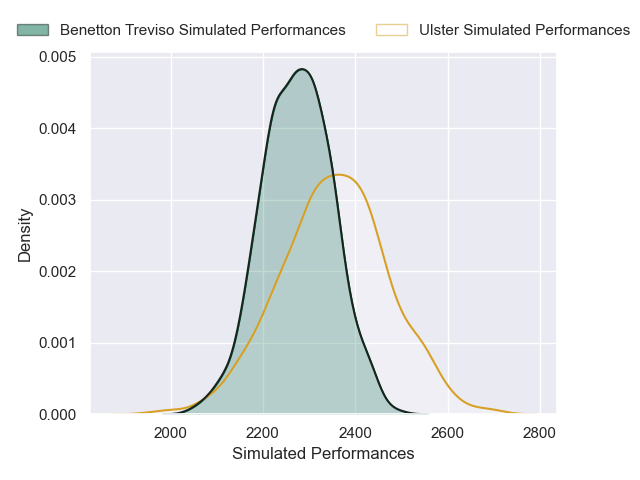 Benetton Treviso Simulated Performances Ulster Simulated Performances
0.005
0.004
0.003
0.002
0.001
0.000
Density
2000 2200 2400 2600 2800
Simulated Performances